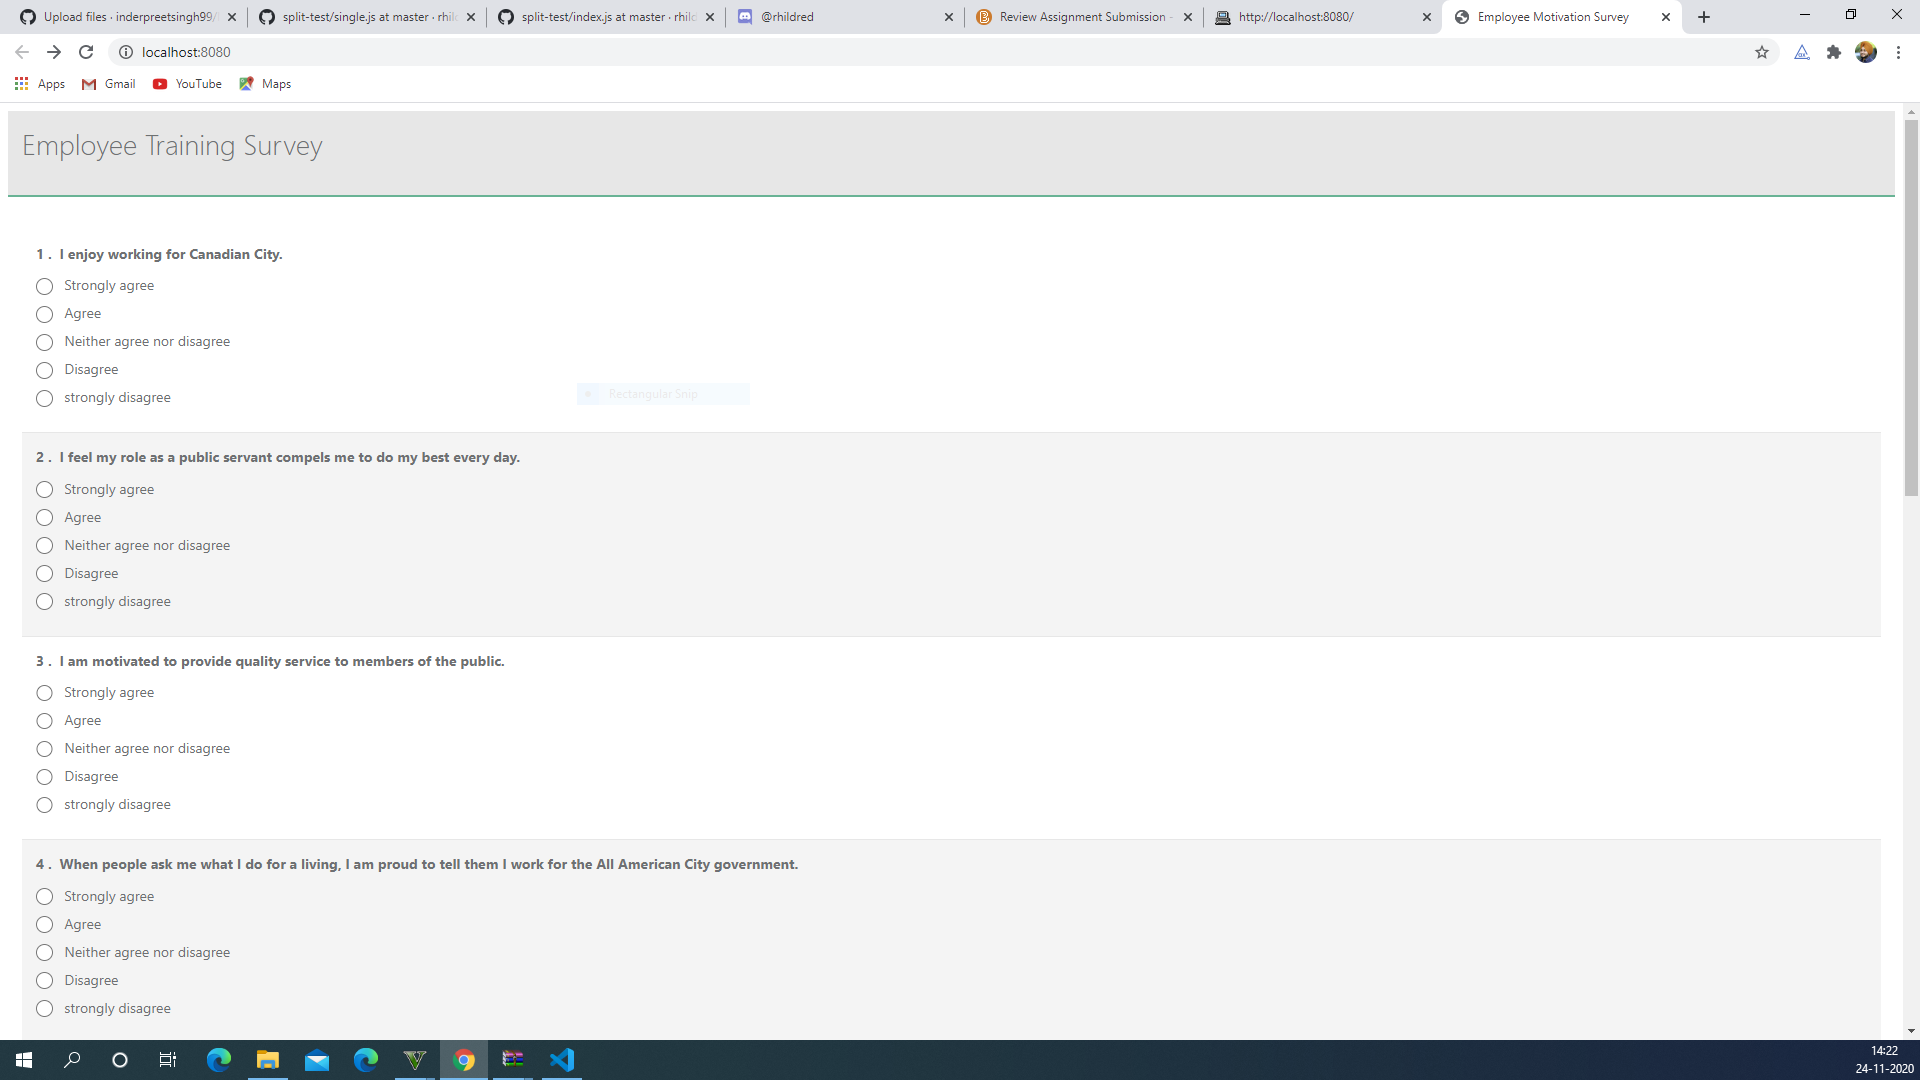 Upload files · inderpreetsingh99/
split-test/single.js at master · rhild
split-test/index.js at master · rhild
@rhildred
Review Assignment Submission
http://localhost:8080/
Employee Motivation Survey
localhost:8080
Apps
Gmail
YouTube
Maps
Employee Training Survey
1 . I enjoy working for Canadian City.
Strongly agree
Agree
Neither agree nor disagree
Disagree
strongly disagree
Rectangular Snip
2 . I feel my role as a public servant compels me to do my best every day.
Strongly agree
Agree
Neither agree nor disagree
Disagree
strongly disagree
3 . I am motivated to provide quality service to members of the public.
Strongly agree
Agree
Neither agree nor disagree
Disagree
strongly disagree
4 . When people ask me what I do for a living, I am proud to tell them I work for the All American City government.
Strongly agree
Agree
Neither agree nor disagree
Disagree
strongly disagree
14:22
24-11-2020